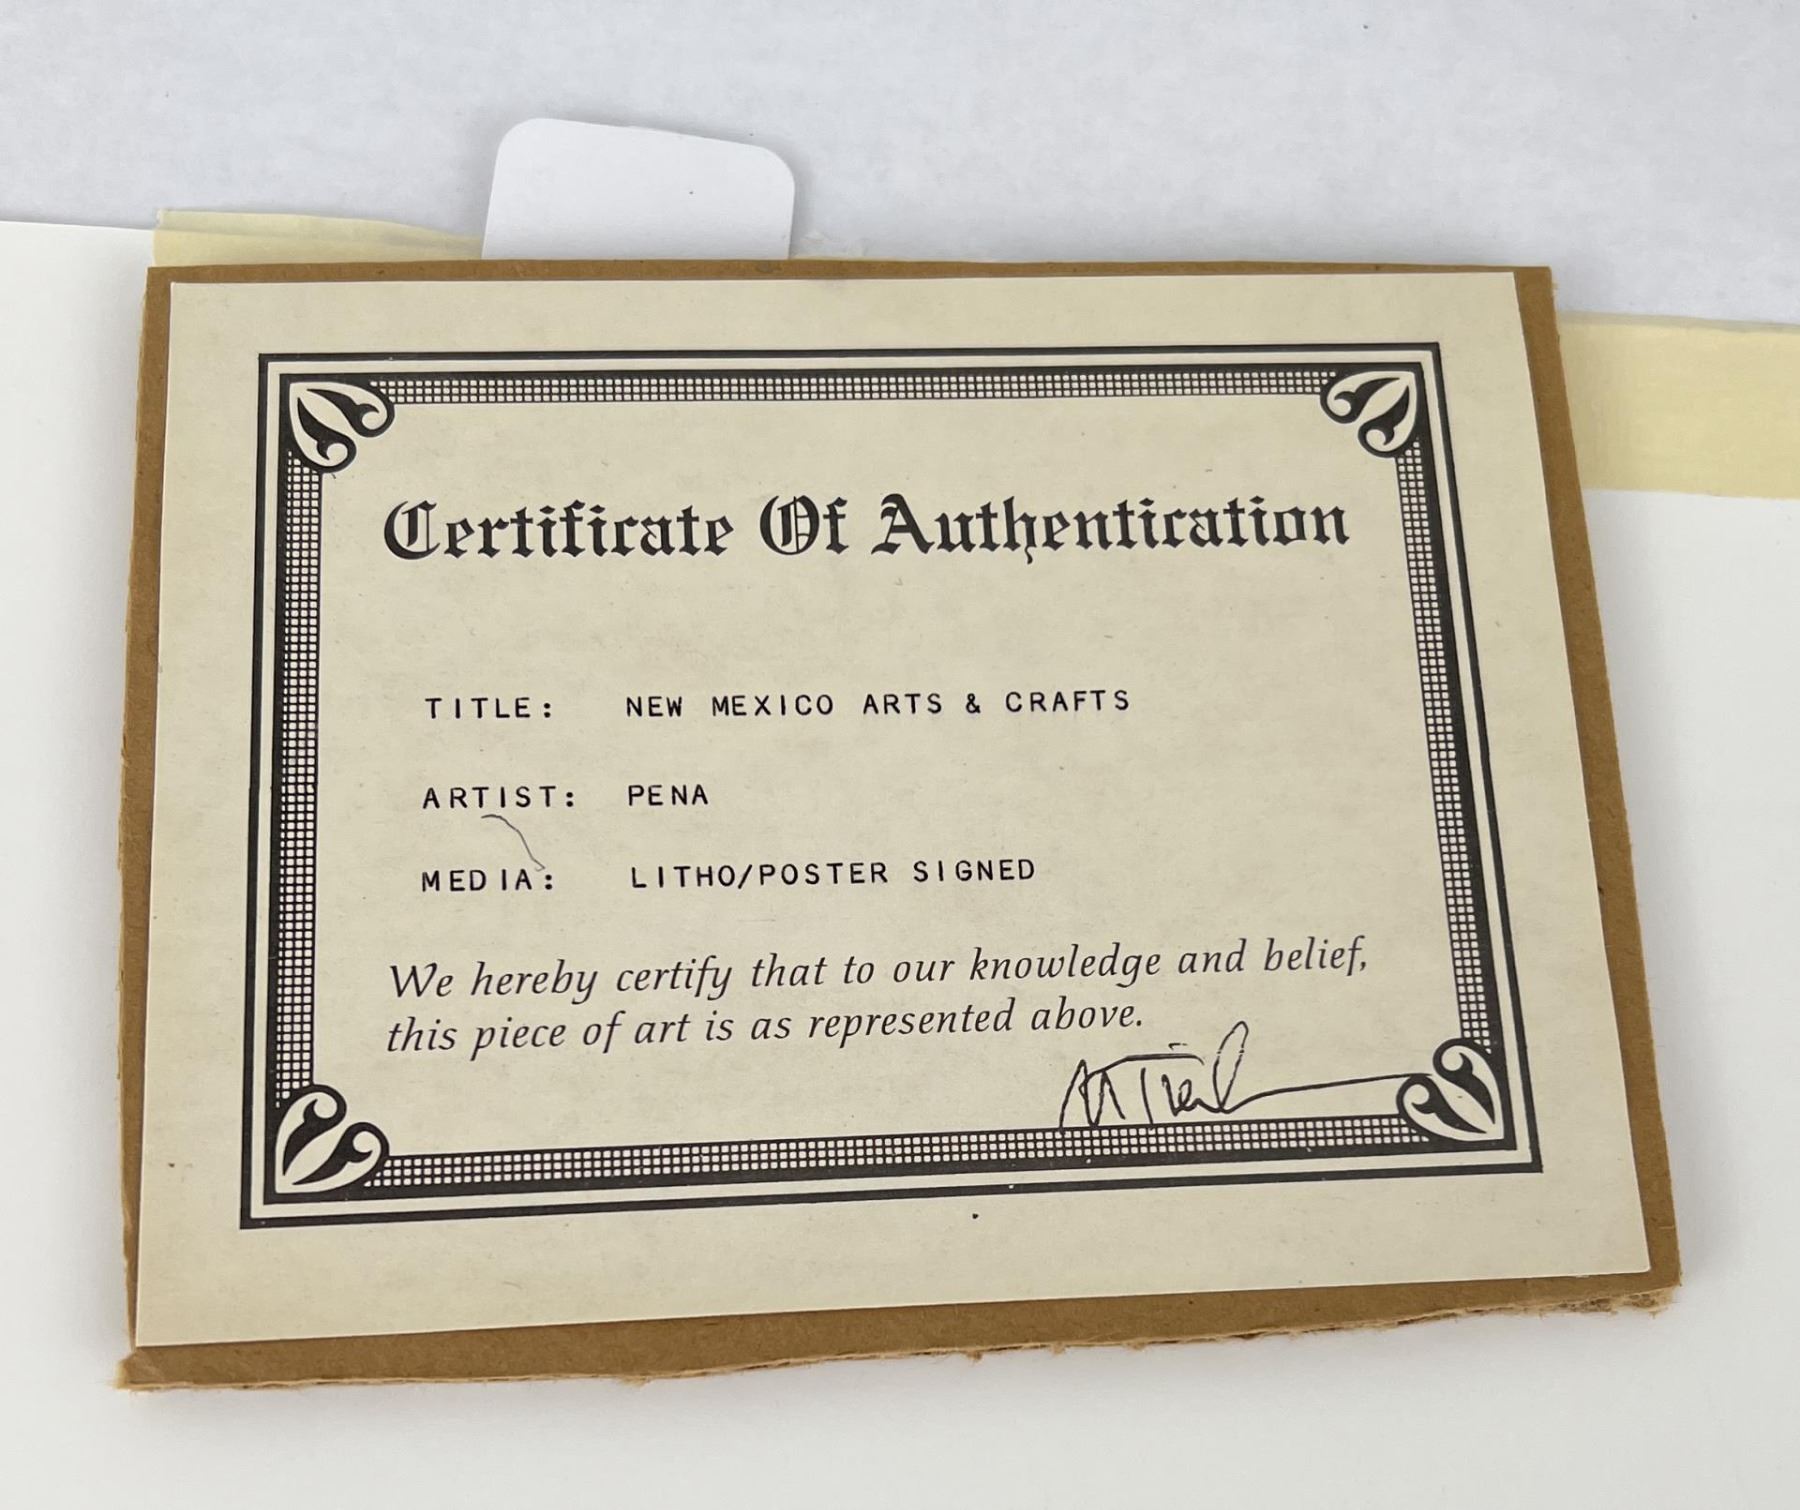 Certificate Of Authentication
TITLE: NEW MEXICO ARTS & CRAFTS
ARTIST: PENA
MEDIA: LITHO/POSTER SIGNED
We hereby certify that to our knowledge and belief,
this piece of art is as represented above.